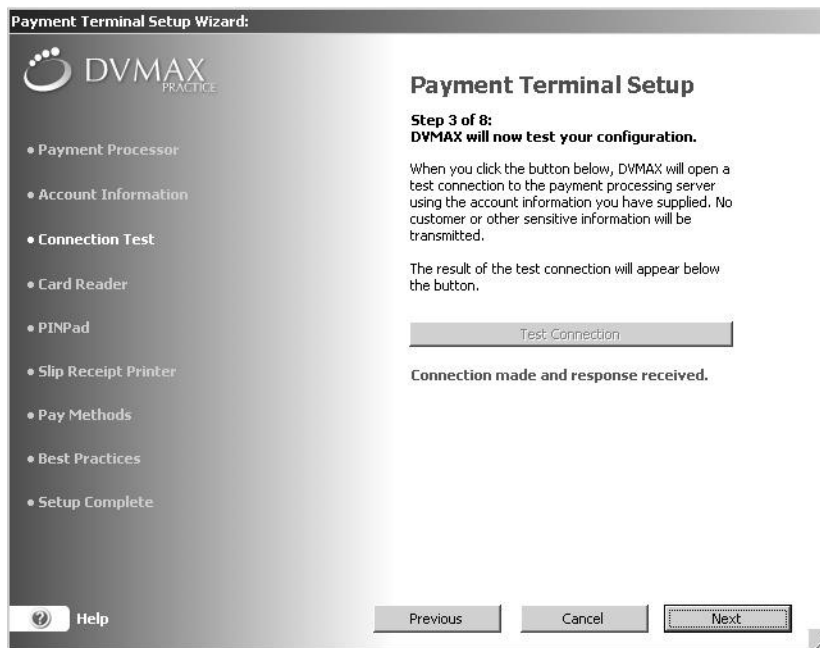 Payment Terminal Setup Wizard:
DVMAX
PRACTICE
• Payment Processor
• Account Information
• Connection Test
• Card Reader
• PINPad
• Slip Receipt Printer
• Pay Methods
• Best Practices
• Setup Complete
Help
Payment Terminal Setup
Step 3 of 8:
DVMAX will now test your configuration.
When you click the button below, DVMAX will open a
test connection to the payment processing server
using the account information you have supplied. No
customer or other sensitive information will be
transmitted.
The result of the test connection will appear below
the button.
Test Connection
Connection made and response received.
Previous
Cancel
Next